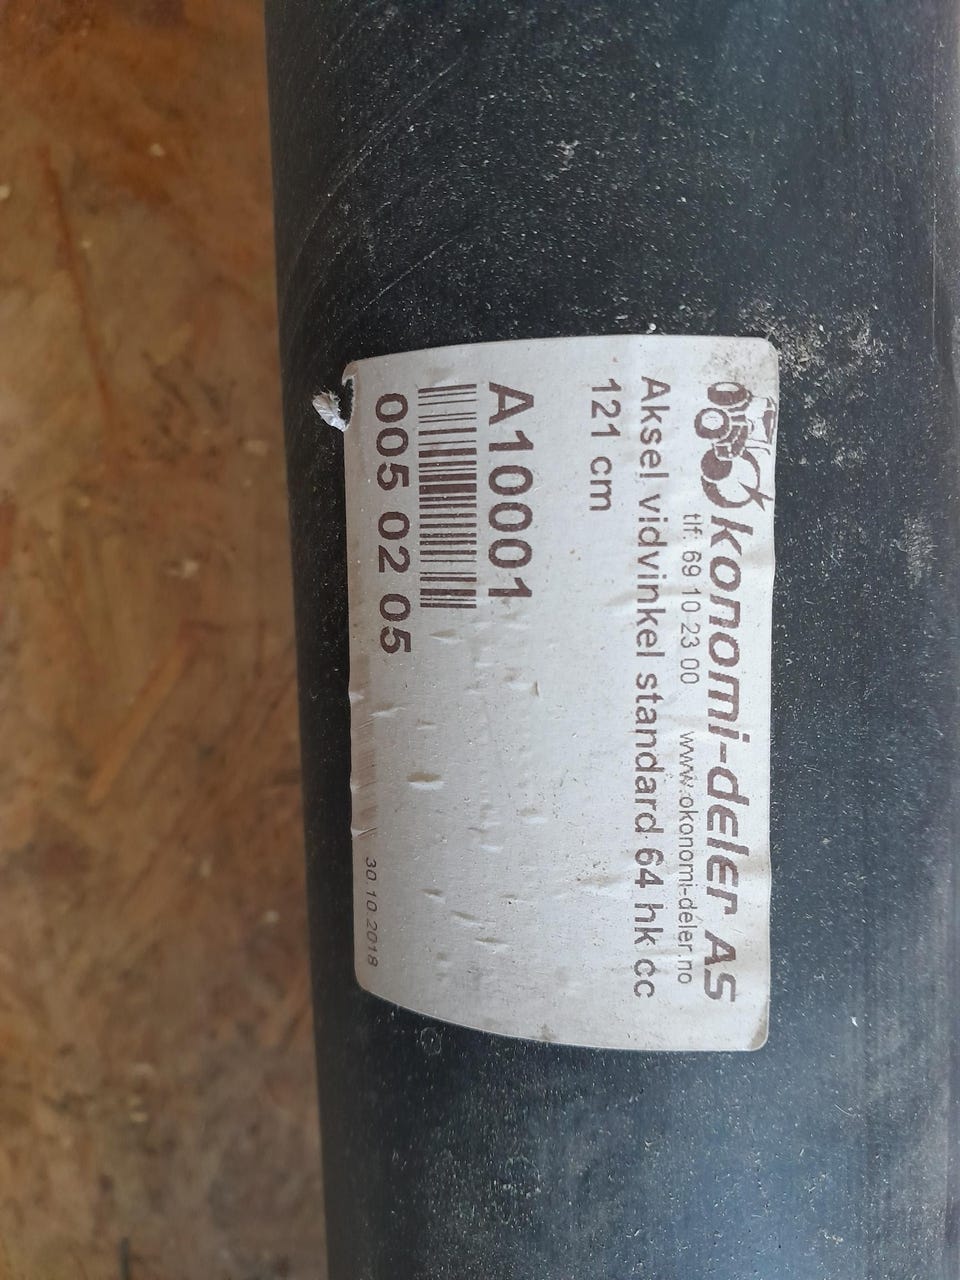 Økonomi-deler AS
tlf: 69 10 23 00 www.okonomi-deler.no
Aksel vidvinkel standard 64 hk cc
121 cm
A10001
005 02 05
30.10.2018